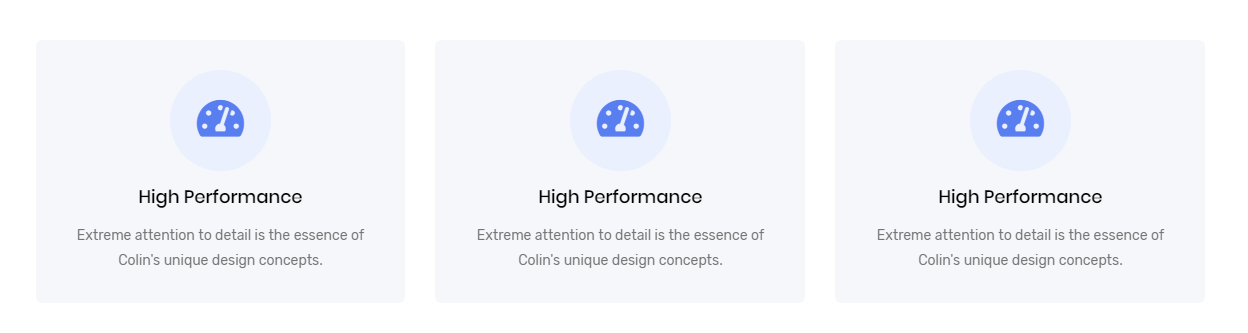 High Performance
Extreme attention to detail is the essence of
Colin's unique design concepts.
High Performance
Extreme attention to detail is the essence of
Colin's unique design concepts.
High Performance
Extreme attention to detail is the essence of
Colin's unique design concepts.